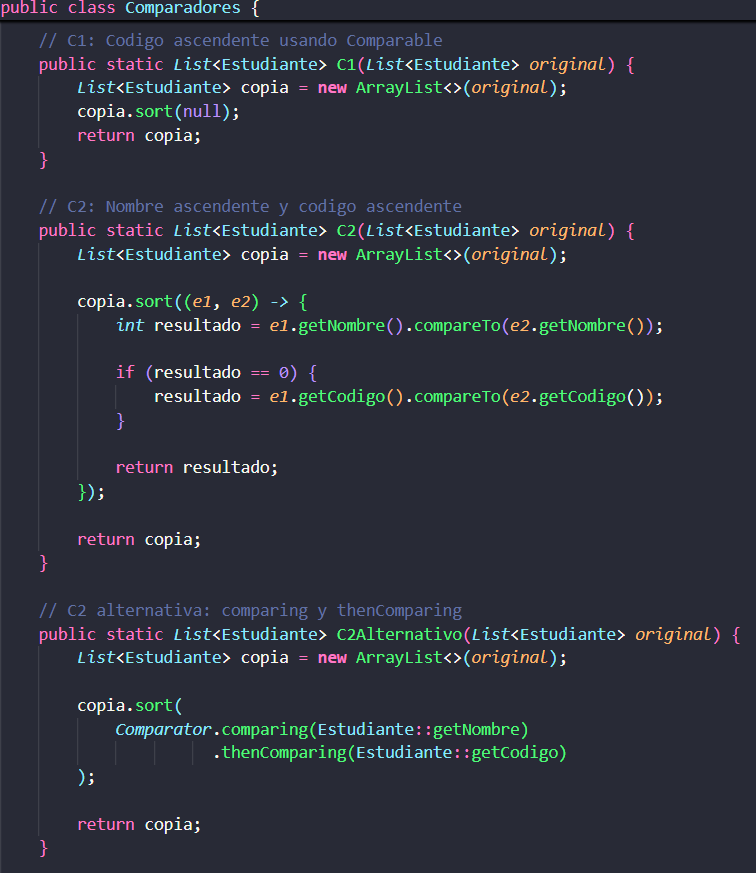 public class Comparadores {
// C1: Codigo ascendente usando Comparable
public static List<Estudiante> C1(List<Estudiante> original) {
List<Estudiante> copia = new ArrayList<>(original);
copia.sort(null);
return copia;
}
// C2: Nombre ascendente y codigo ascendente
public static List<Estudiante> C2(List<Estudiante> original) {
List<Estudiante> copia = new ArrayList<>(original);
copia.sort((e1, e2) -> {
int resultado = e1.getNombre().compareTo(e2.getNombre());
if (resultado == 0) {
resultado = e1.getCodigo().compareTo(e2.getCodigo());
}
return resultado;
});
return copia;
}
// C2 alternativa: comparing y thenComparing
public static List<Estudiante> C2Alternativo(List<Estudiante> original) {
List<Estudiante> copia = new ArrayList<>(original);
copia.sort(
Comparator.comparing(Estudiante::getNombre)
.thenComparing(Estudiante::getCodigo)
);
return copia;
}